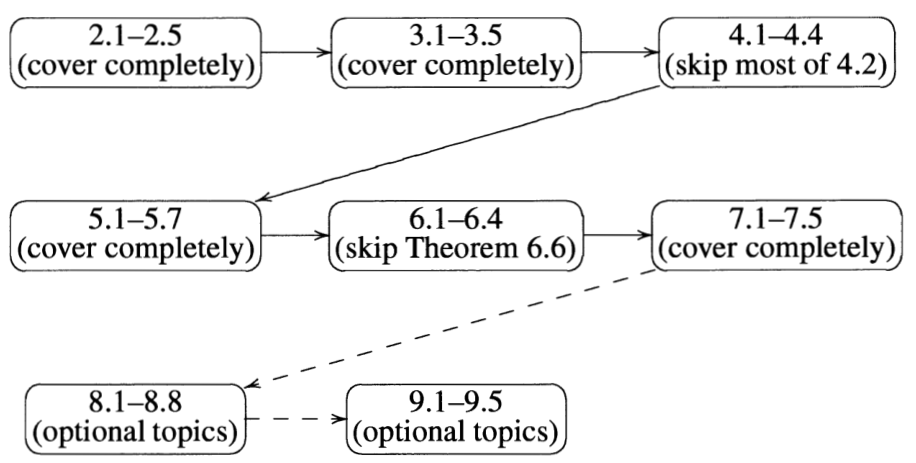 2.1–2.5
(cover completely)
3.1–3.5
(cover completely)
4.1–4.4
(skip most of 4.2)
5.1–5.7
(cover completely)
6.1–6.4
(skip Theorem 6.6)
7.1–7.5
(cover completely)
8.1–8.8
(optional topics)
9.1–9.5
(optional topics)